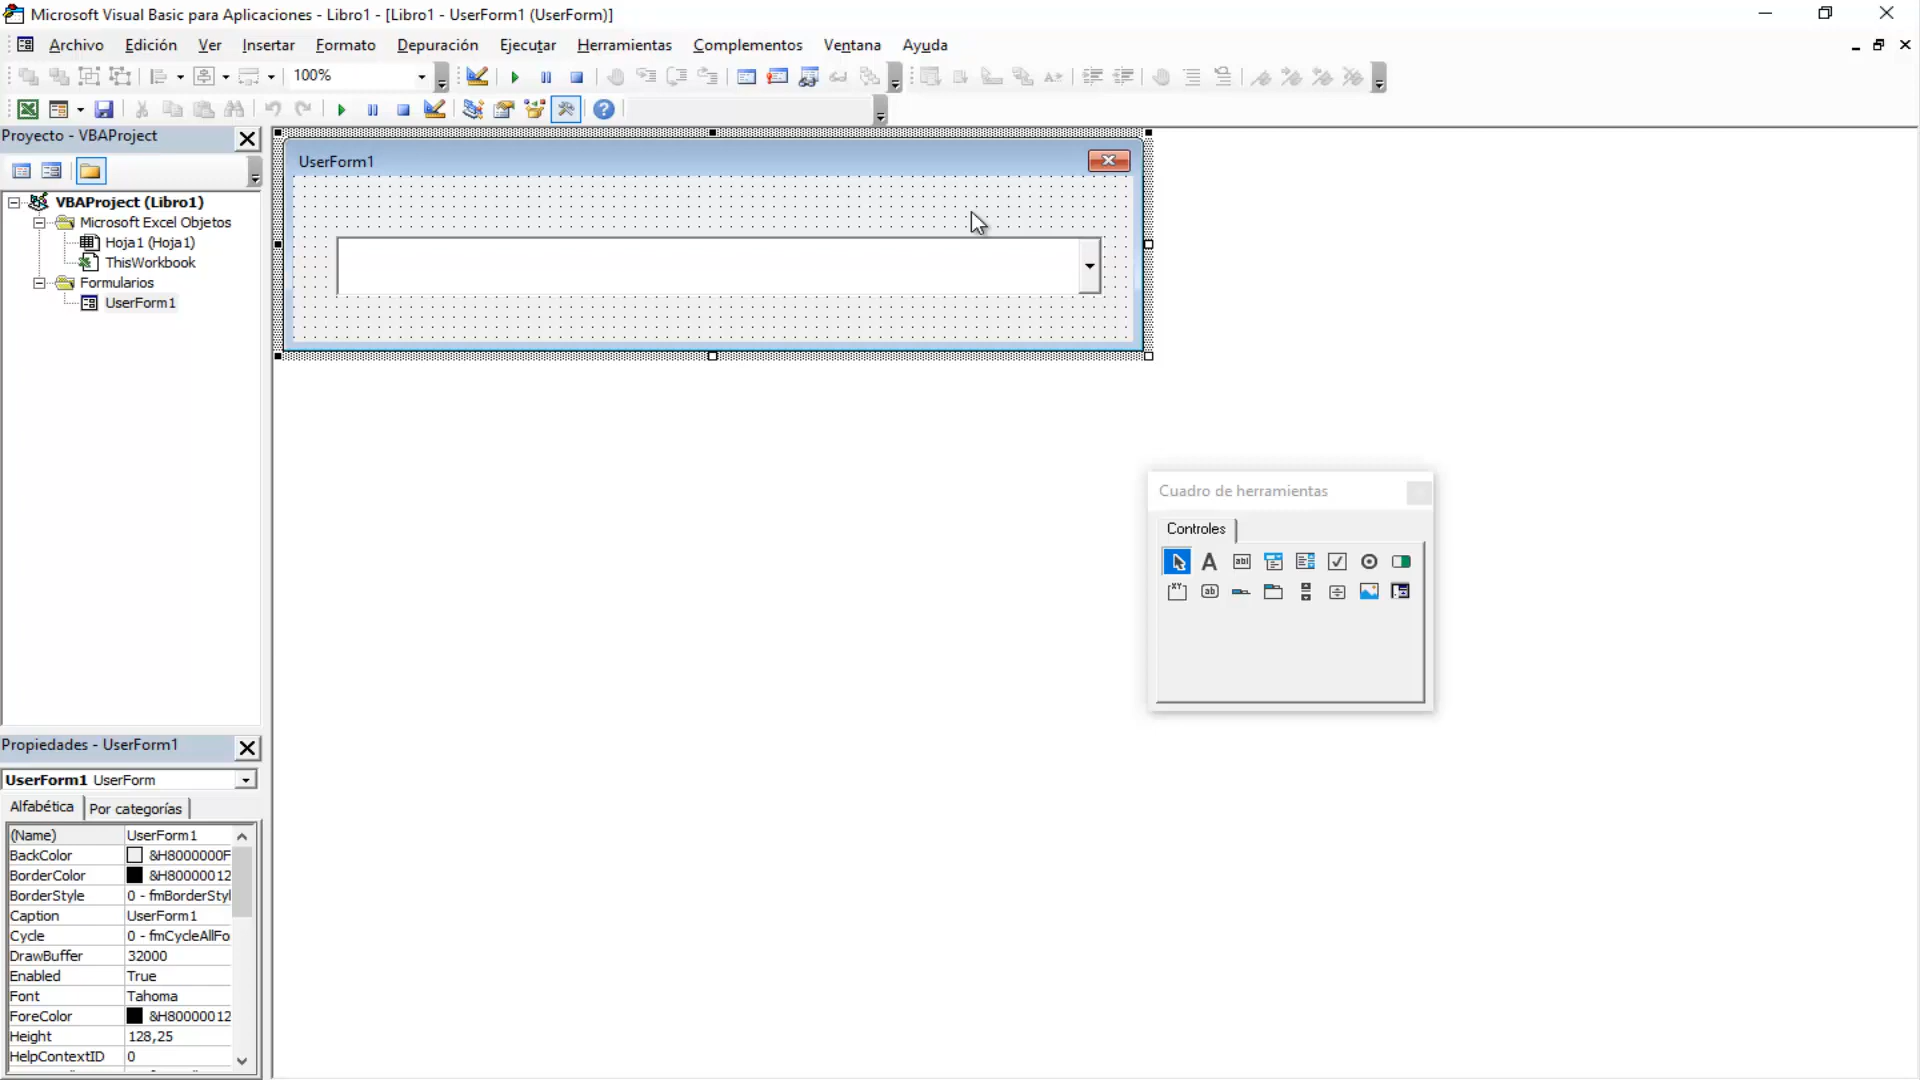 Microsoft Visual Basic para Aplicaciones - Libro1 - [Libro1 - UserForm1 (UserForm)]
Archivo Edición Ver Insertar Formato Depuración Ejecutar Herramientas Complementos Ventana Ayuda
100%
Proyecto - VBAProject
VBAProject (Libro1)
Microsoft Excel Objetos
Hoja1 (Hoja1)
ThisWorkbook
Formularios
UserForm1
UserForm1
Cuadro de herramientas
Controles
A abl
XY ab
Propiedades - UserForm1
UserForm1 UserForm
Alfabética Por categorías
(Name) UserForm1
BackColor &H8000000F
BorderColor &H80000012
BorderStyle 0 - fmBorderStyl
Caption UserForm1
Cycle 0 - fmCycleAllFo
DrawBuffer 32000
Enabled True
Font Tahoma
ForeColor &H80000012
Height 128,25
HelpContextID 0